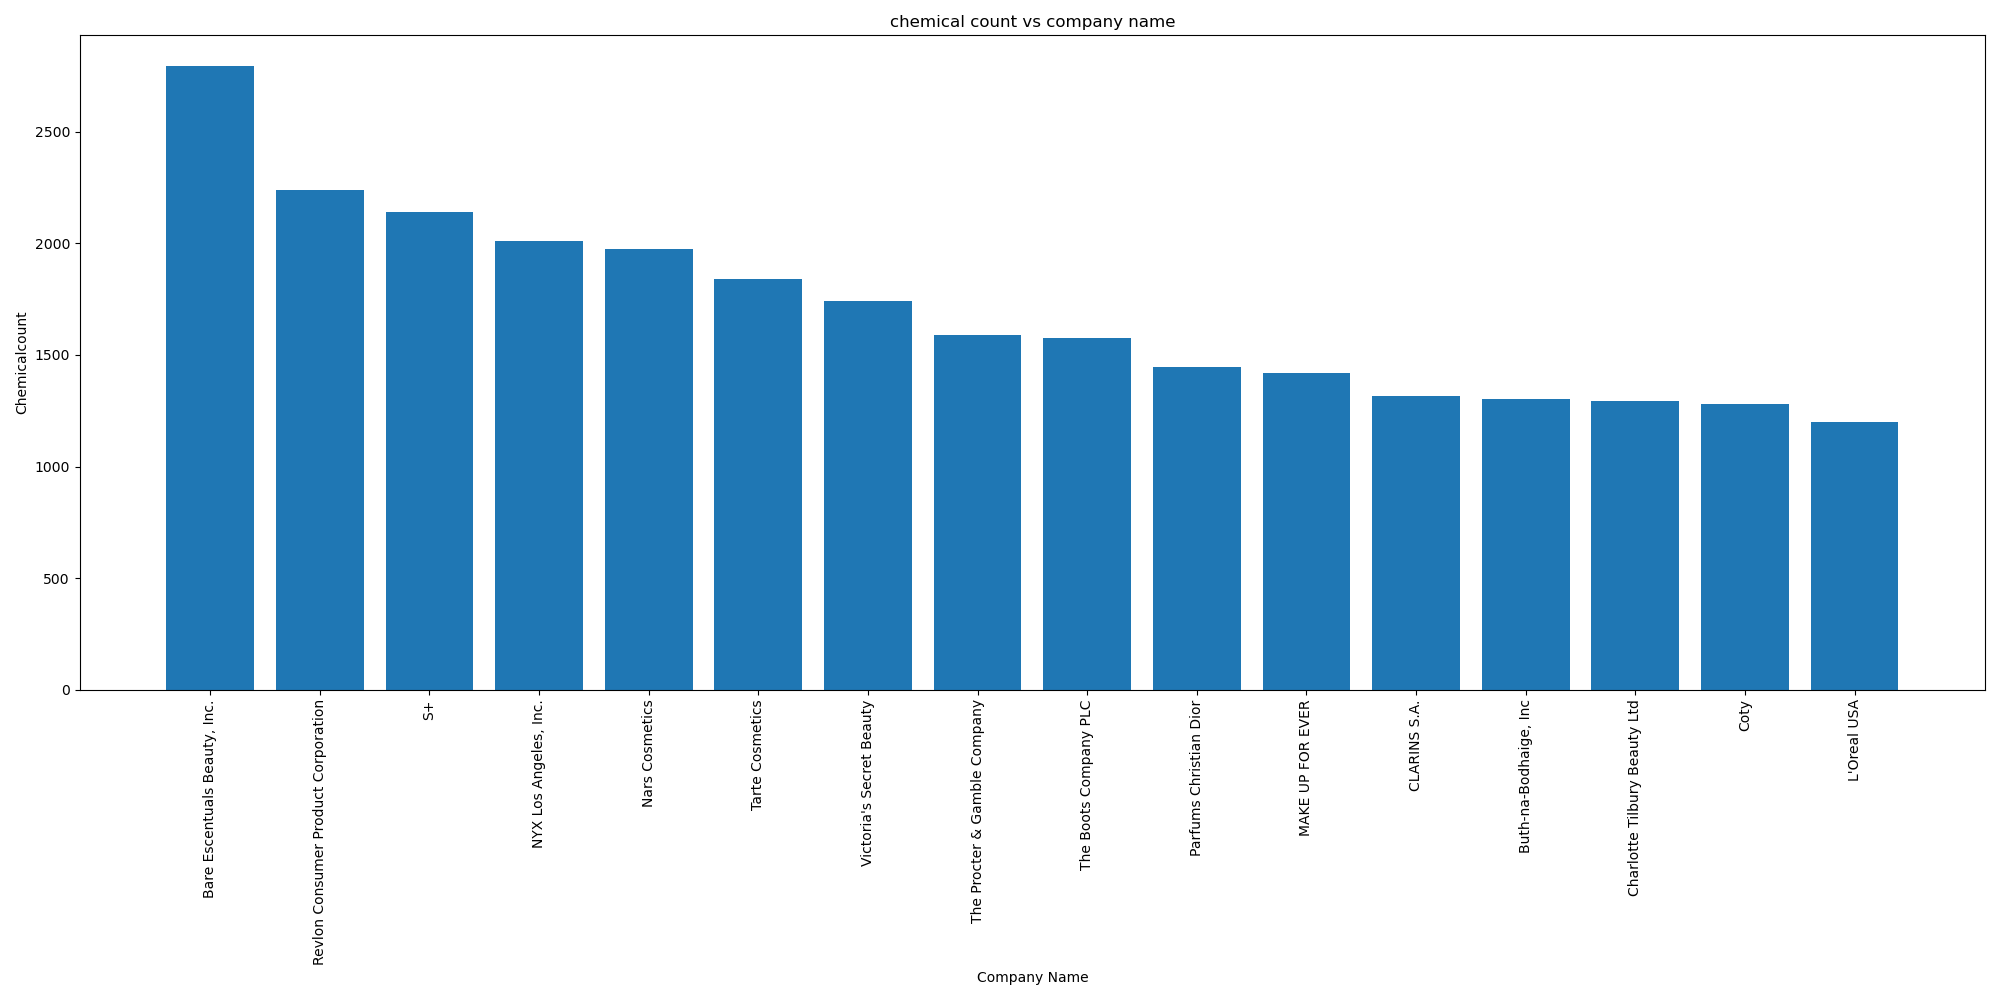 chemical count vs company name
Chemicalcount
2500
2000
1500
1000
500
0
Bare Escentuals Beauty, Inc.
Revlon Consumer Product Corporation
S+
NYX Los Angeles, Inc.
Nars Cosmetics
Tarte Cosmetics
Victoria's Secret Beauty
The Procter & Gamble Company
The Boots Company PLC
Parfums Christian Dior
MAKE UP FOR EVER
CLARINS S.A.
Buth-na-Bodhaige, Inc
Charlotte Tilbury Beauty Ltd
Coty
L'Oreal USA
Company Name